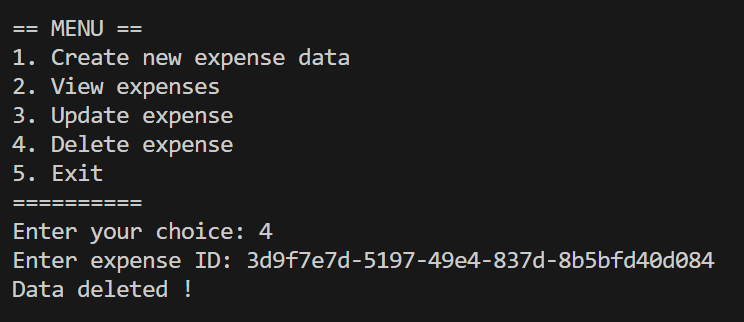 == MENU ==
1. Create new expense data
2. View expenses
3. Update expense
4. Delete expense
5. Exit
==========
Enter your choice: 4
Enter expense ID: 3d9f7e7d-5197-49e4-837d-8b5bfd40d084
Data deleted !